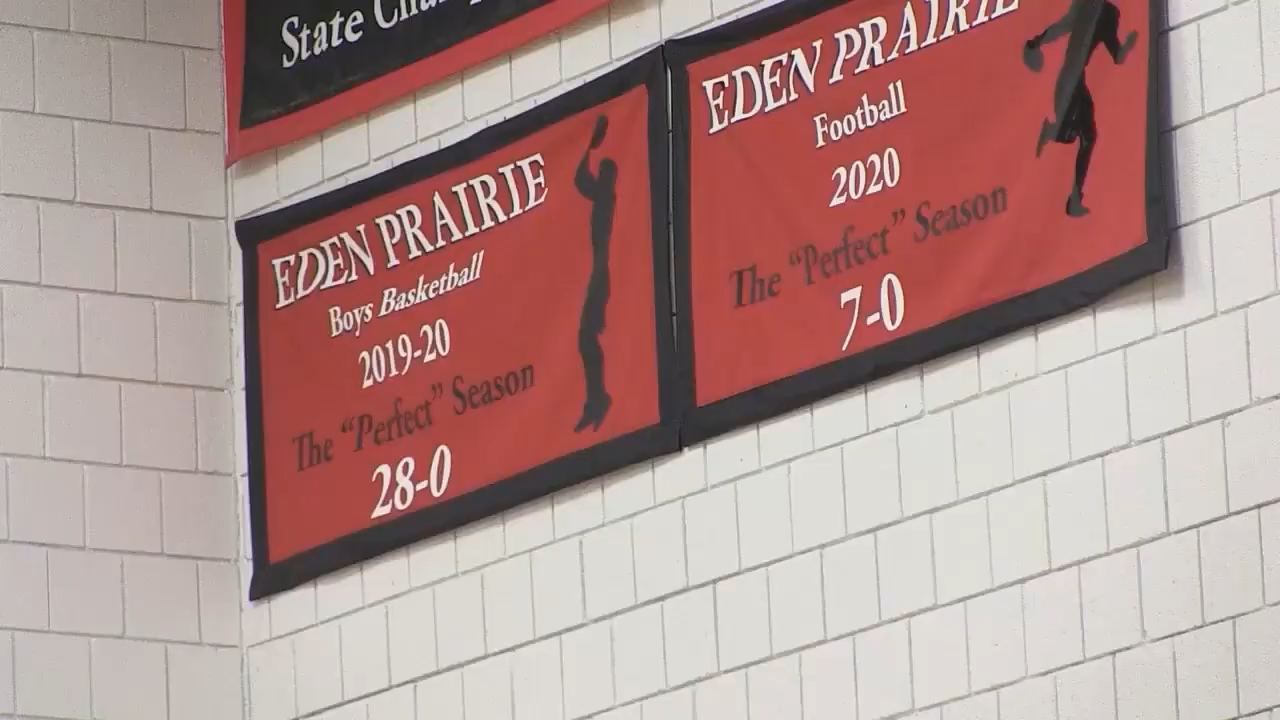 State
EDEN PRAIRIE
Boys Basketball
2019-20
The "Perfect" Season
28-0
EDEN PRAIRIE
Football
2020
The "Perfect" Season
7-0